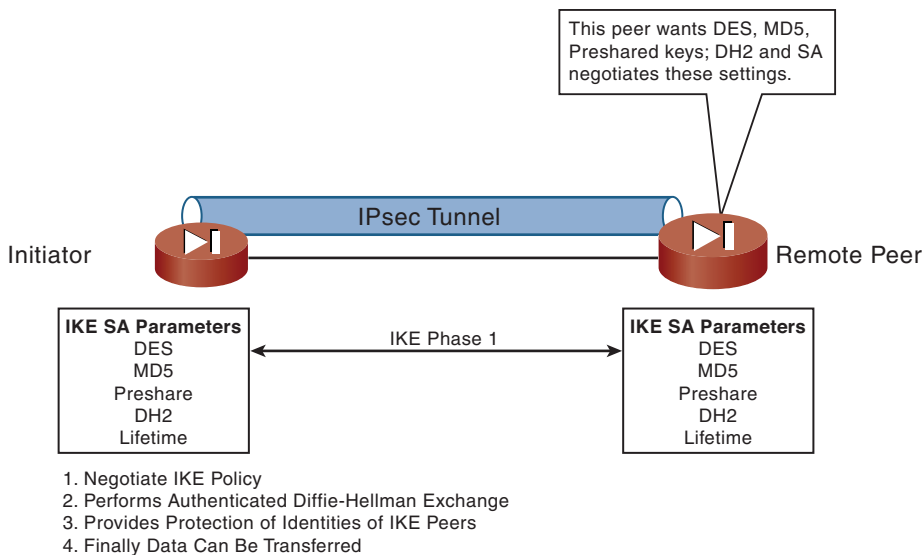 This peer wants DES, MD5,
Preshared keys; DH2 and SA
negotiates these settings.
IPsec Tunnel
Initiator
Remote Peer
IKE SA Parameters
DES
MD5
Preshare
DH2
Lifetime
IKE Phase 1
IKE SA Parameters
DES
MD5
Preshare
DH2
Lifetime
1. Negotiate IKE Policy
2. Performs Authenticated Diffie-Hellman Exchange
3. Provides Protection of Identities of IKE Peers
4. Finally Data Can Be Transferred